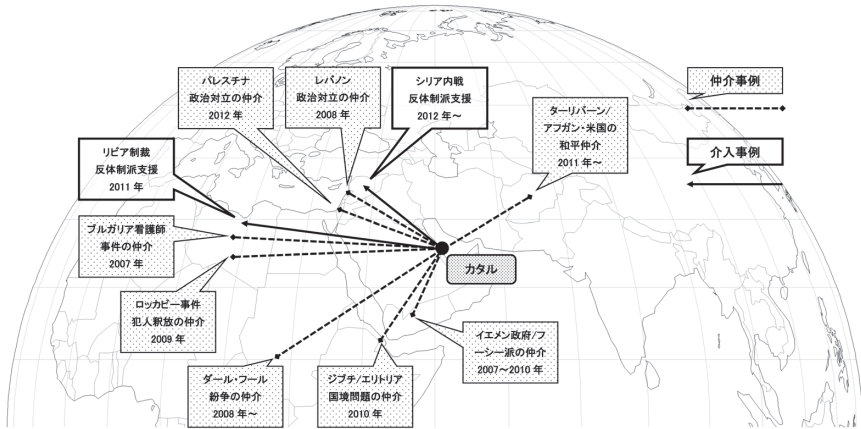 パレスチナ
政治対立の仲介
2012 年
レバノン
政治対立の仲介
2008 年
シリア内戦
反体制派支援
2012 年～
ターリバーン/
アフガン・米国の
和平仲介
2011 年～
仲介事例
介入事例
リビア制裁
反体制派支援
2011 年
ブルガリア看護師
事件の仲介
2007 年
ロッカビー事件
犯人釈放の仲介
2009 年
カタル
ダール・フール
紛争の仲介
2008 年～
ジブチ/エリトリア
国境問題の仲介
2010 年
イエメン政府/フ
ーシー派の仲介
2007～2010 年